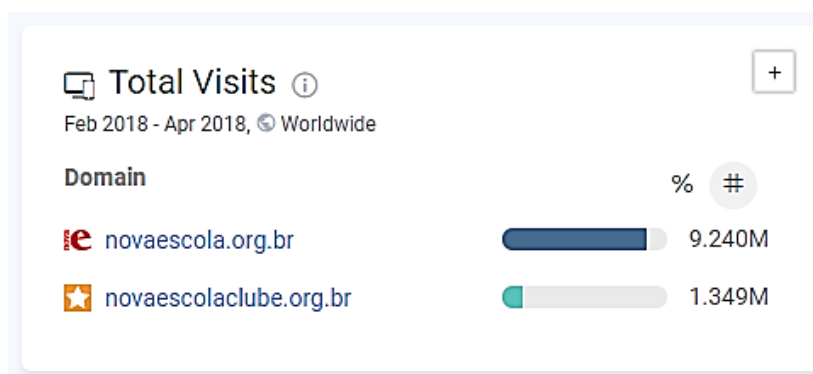 Total Visits
+
Feb 2018 - Apr 2018, Worldwide
Domain % #
novaescola.org.br 9.240M
novaescolaclube.org.br 1.349M